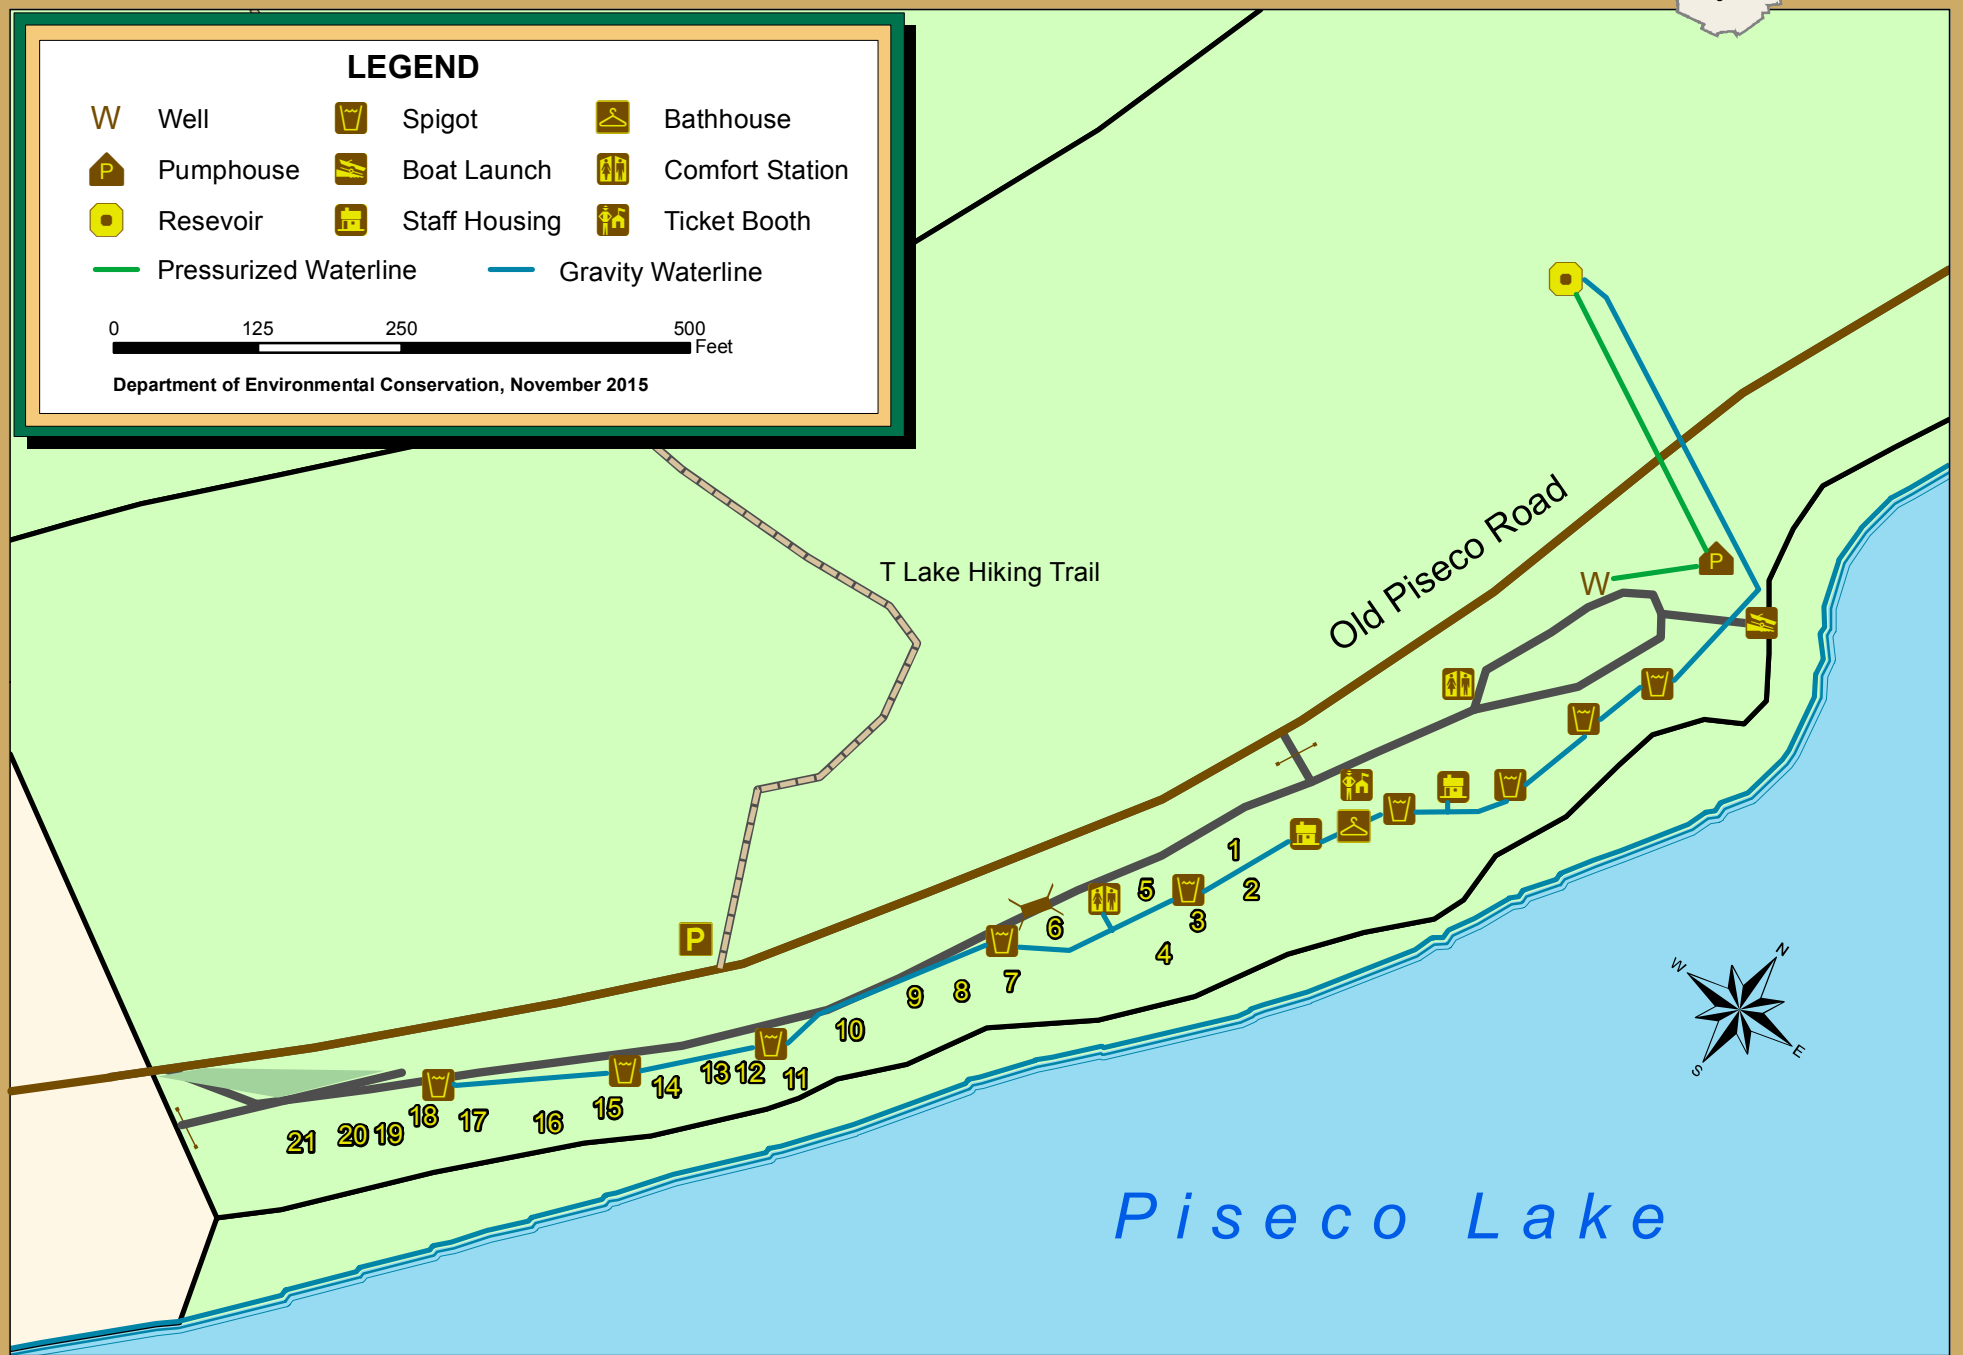 LEGEND
W Well Spigot Bathhouse
P Pumphouse Boat Launch Comfort Station
Resevoir Staff Housing Ticket Booth
Pressurized Waterline Gravity Waterline
0 125 250 500
Feet
Department of Environmental Conservation, November 2015
Old Piseco Road
T Lake Hiking Trail
P
W
1
5 2
3
6
4
7
9 8
10
13 12 11
14
15
16
17
18
19
20
21
P
N
W
E
S
Piseco Lake